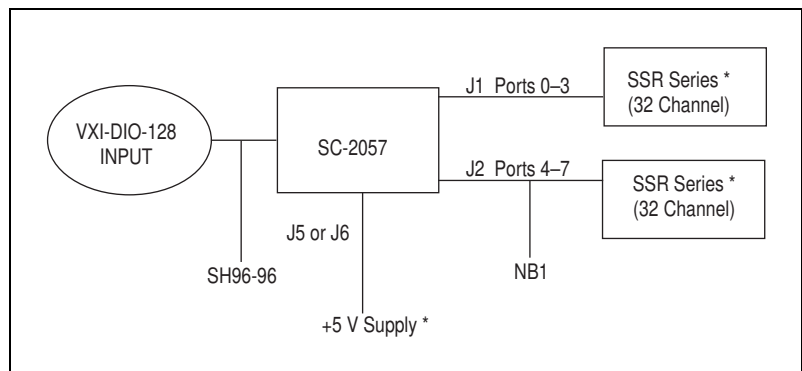 VXI-DIO-128
INPUT
SH96-96
SC-2057
J5 or J6
+5 V Supply *
J1 Ports 0–3
SSR Series *
(32 Channel)
J2 Ports 4–7
NB1
SSR Series *
(32 Channel)